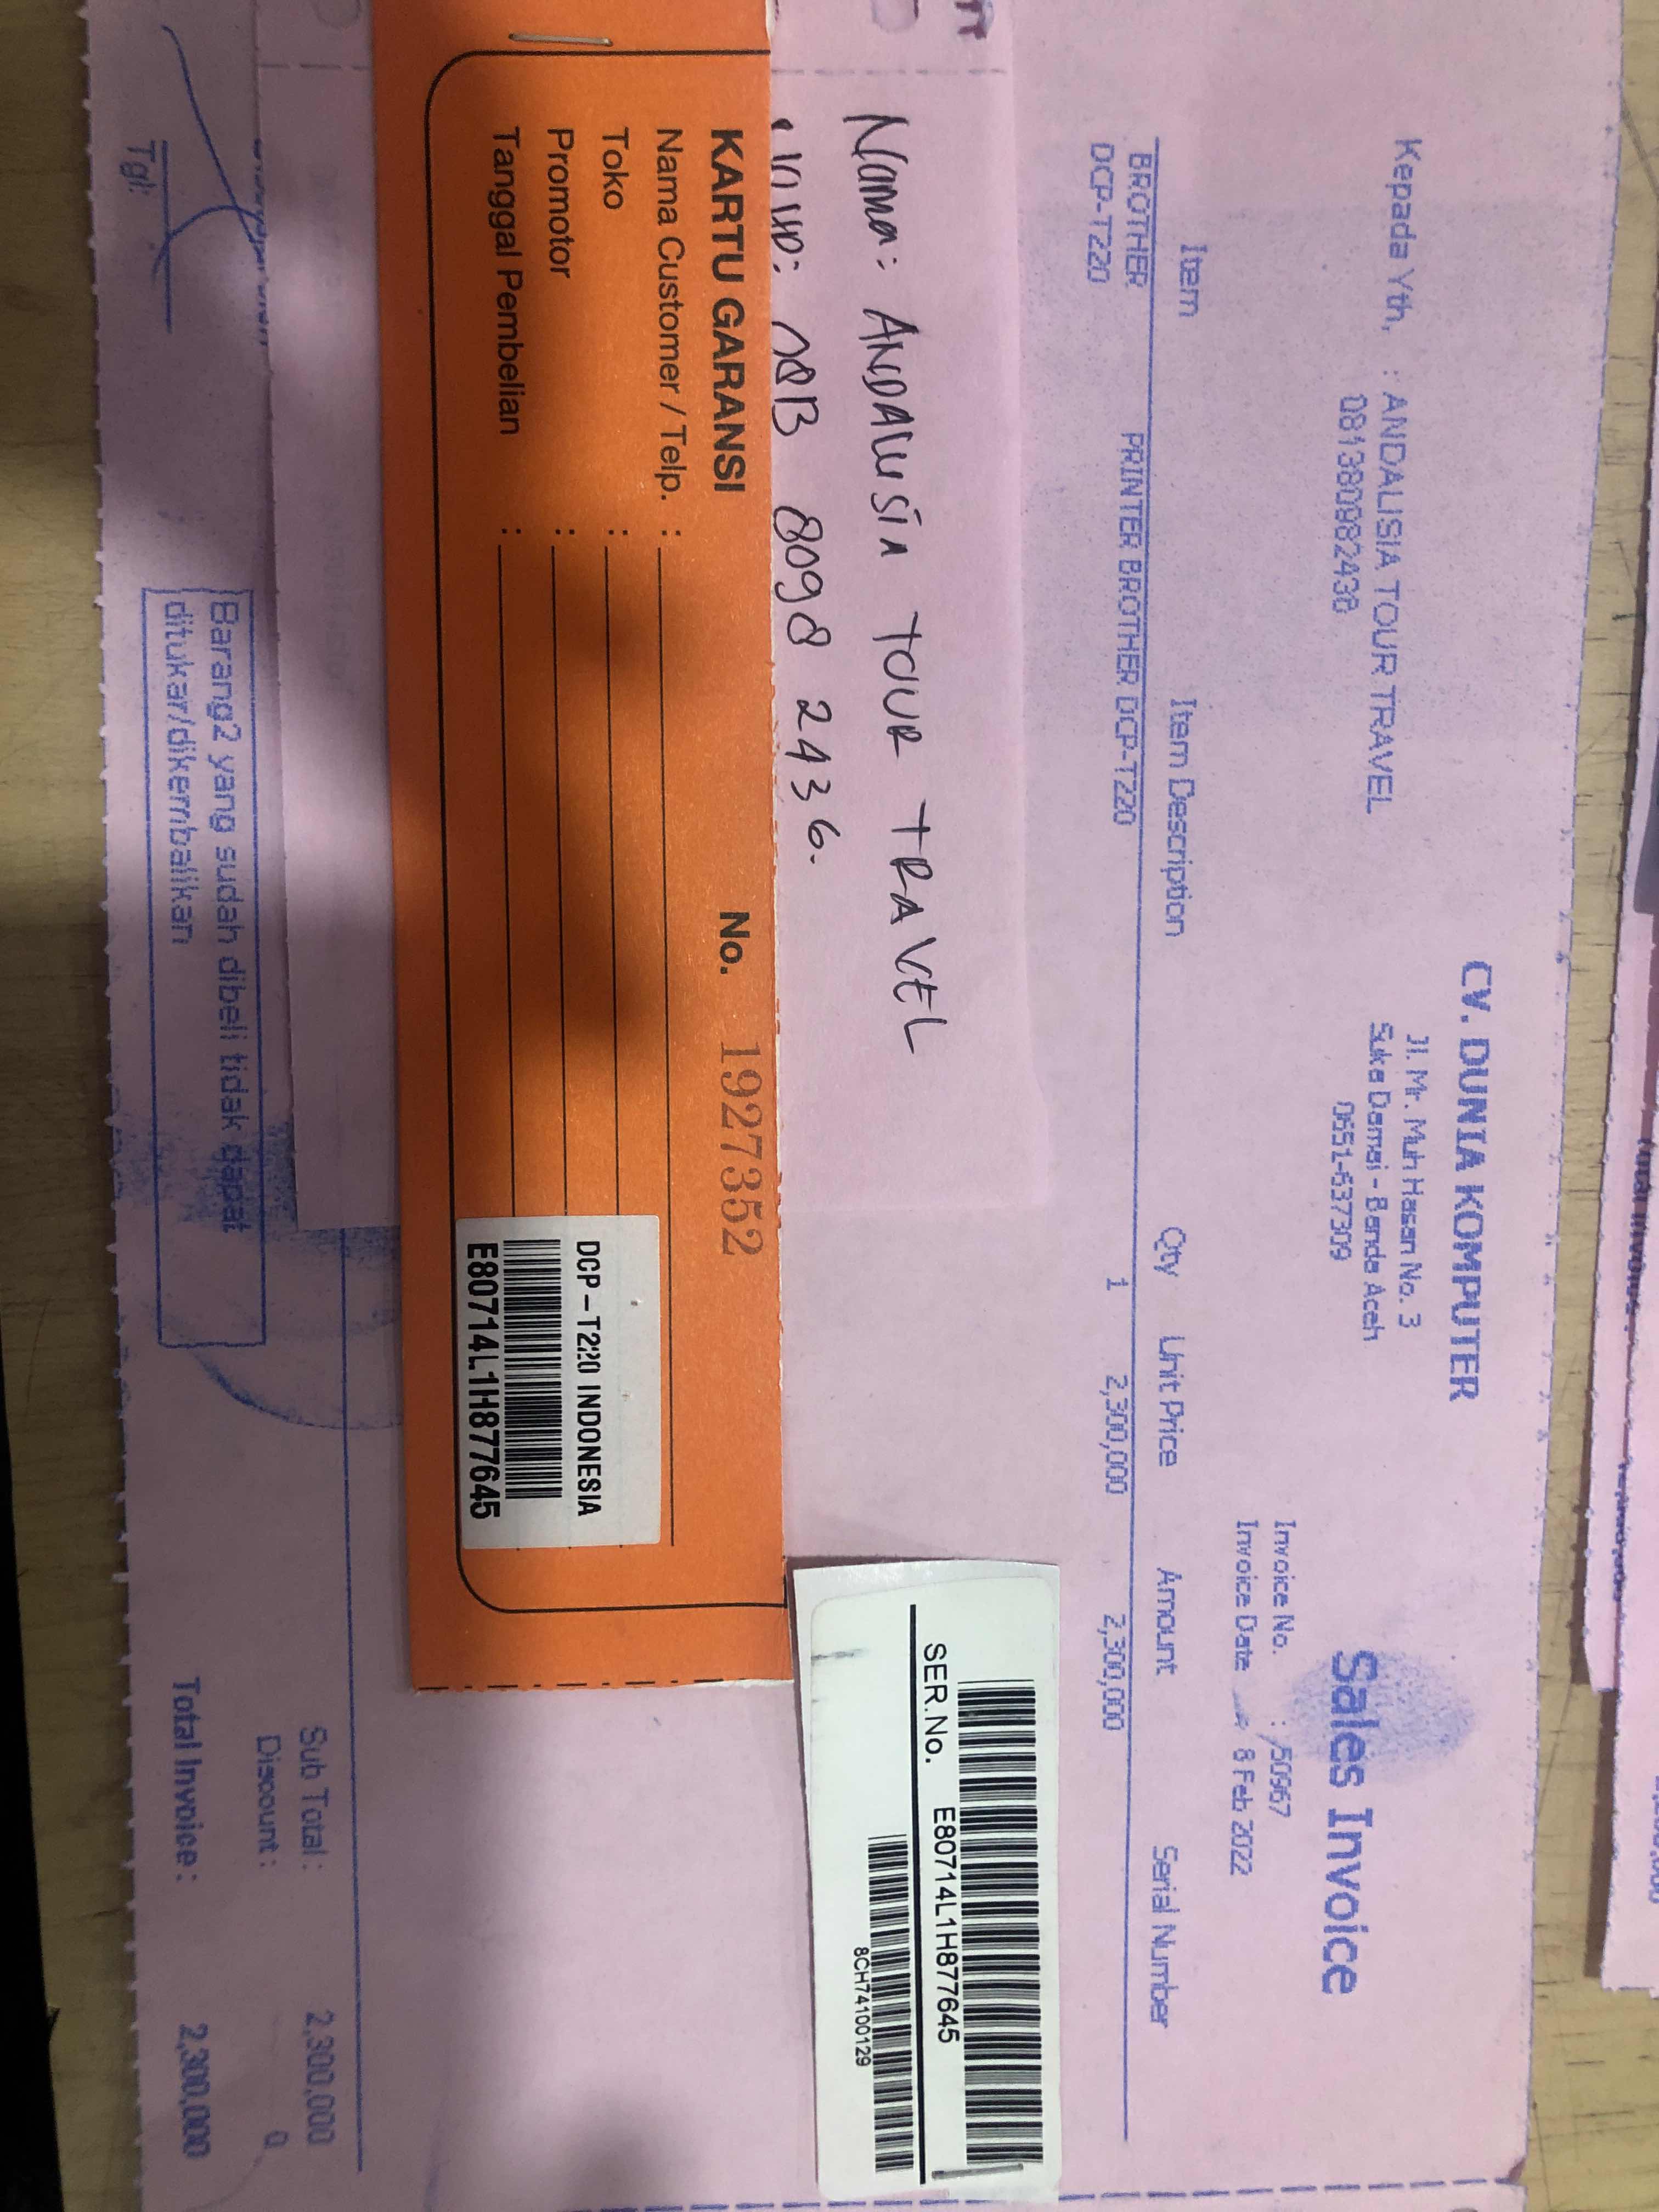 CV. DUNIA KOMPUTER
Jl. Mr. Muh Hasan No. 3
Suka Damai - Banda Aceh
0651-637309
Sales Invoice
Kepada Yth, : ANDALISIA TOUR TRAVEL
081380982436
Invoice No. : 50967
Invoice Date 8 Feb 2022
Item Item Description Qty Unit Price Amount Serial Number
BROTHER PRINTER BROTHER DCP-T220 1 2,300,000 2,300,000
DCP-T220
Nama: ANDALUSIA TOUR TRAVEL
0813 8098 2436.
SER.No. E80714L1H877645
8CH74100129
KARTU GARANSI No. 1927352
Nama Customer / Telp. :
Toko :
Promotor :
Tanggal Pembelian :
DCP-T220 INDONESIA
E80714L1H877645
Sub Total : 2,300,000
Discount : 0
Total Invoice : 2,300,000
Barang2 yang sudah dibeli tidak dapat
ditukar/dikembalikan
Tgl: